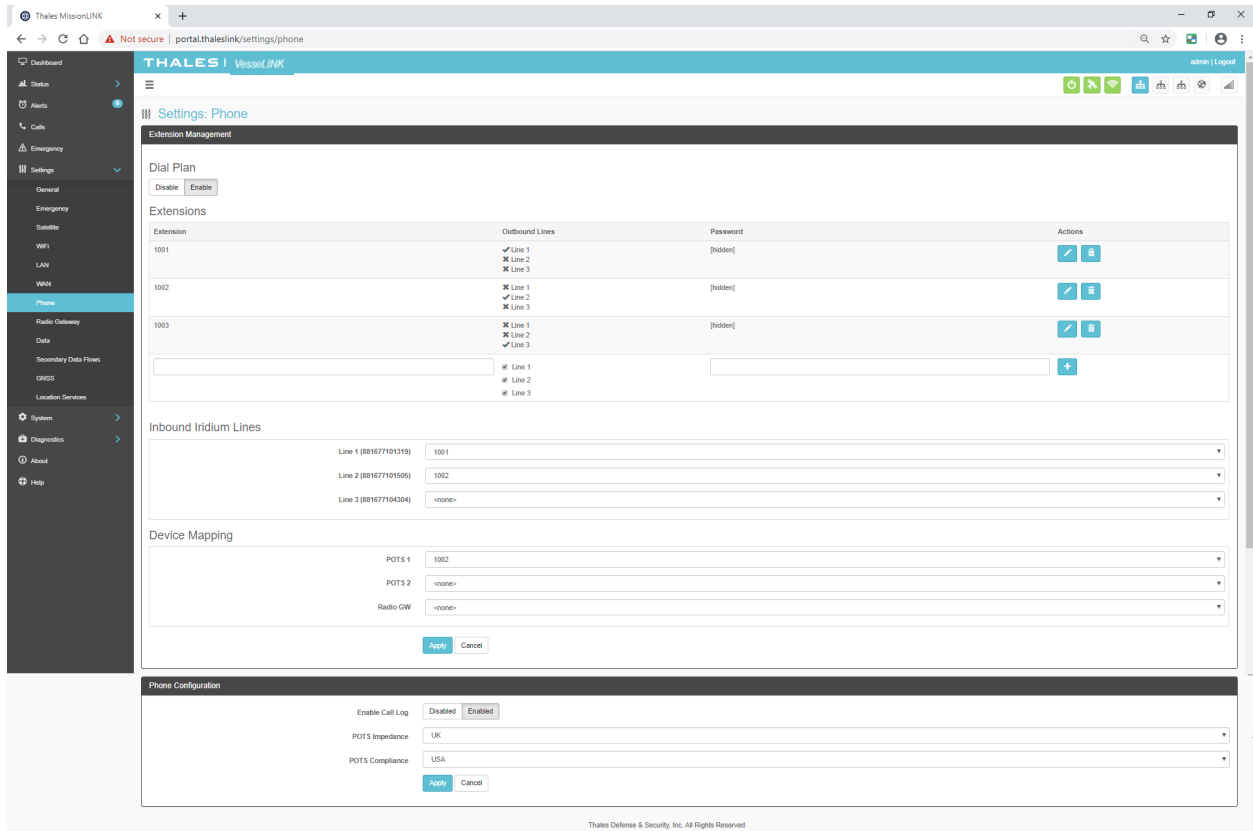 Thales MissionLINK
Not secure | portal.thaleslink/settings/phone
THALES | VesseLINK
admin | Logout
Dashboard
Status
Alerts 0
Calls
Emergency
Settings
General
Emergency
Satellite
WiFi
LAN
WAN
Phone
Radio Gateway
Data
Secondary Data Flows
GNSS
Location Services
System
Diagnostics
About
Help
Settings: Phone
Extension Management
Dial Plan
Disable Enable
Extensions
Extension Outbound Lines Password Actions
1001 Line 1 [hidden]
Line 2
Line 3
1002 Line 1 [hidden]
Line 2
Line 3
1003 Line 1 [hidden]
Line 2
Line 3
Line 1
Line 2
Line 3
Inbound Iridium Lines
Line 1 (881677101319) 1001
Line 2 (881677101505) 1002
Line 3 (881677104304) <none>
Device Mapping
POTS 1 1002
POTS 2 <none>
Radio GW <none>
Apply Cancel
Phone Configuration
Enable Call Log Disabled Enabled
POTS Impedance UK
POTS Compliance USA
Apply Cancel
Thales Defense & Security, Inc. All Rights Reserved